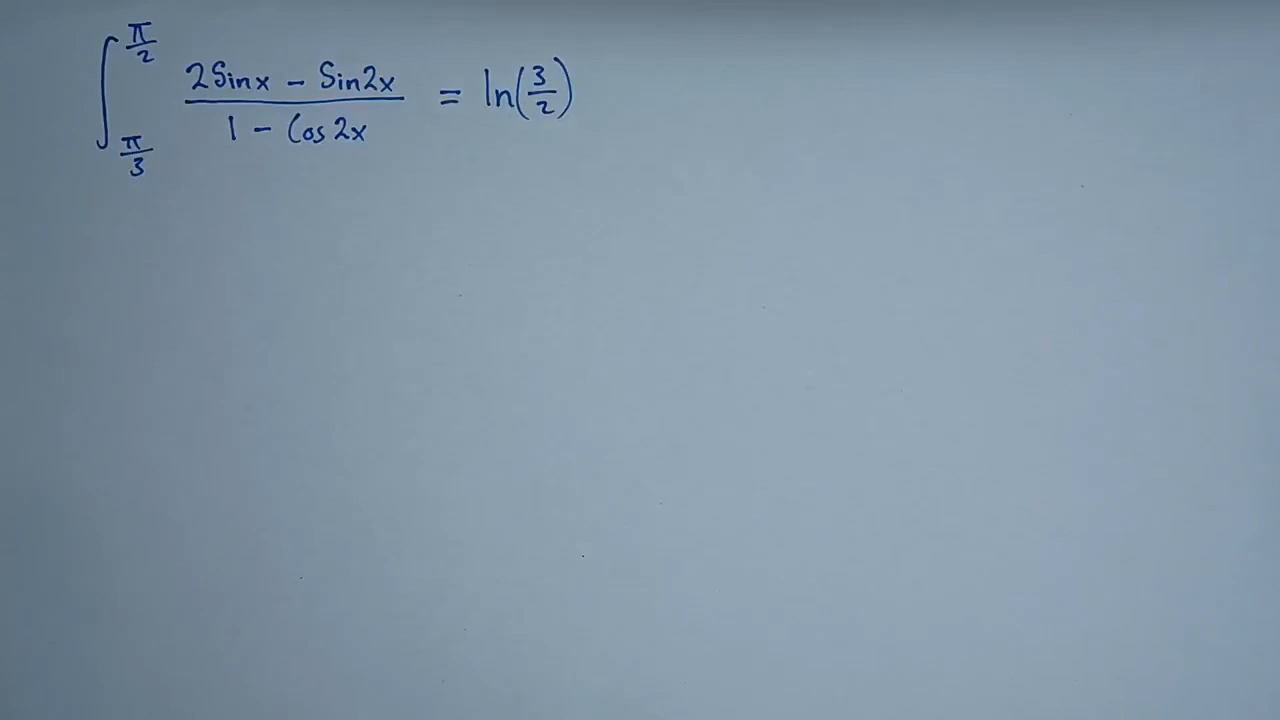 ∫_{π/3}^{π/2} (2Sinx − Sin2x)/(1 − Cos2x) = ln(3/2)